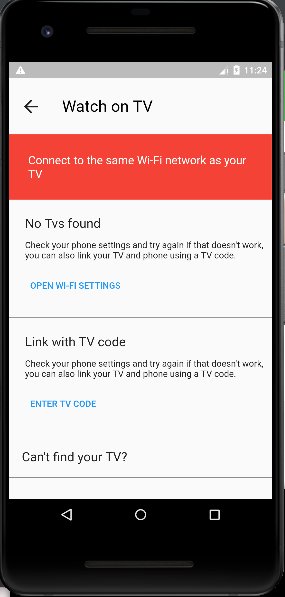 11:24
Watch on TV
Connect to the same Wi-Fi network as your
TV
No Tvs found
Check your phone settings and try again if that doesn't work,
you can also link your TV and phone using a TV code.
OPEN WI-FI SETTINGS
Link with TV code
Check your phone settings and try again if that doesn't work,
you can also link your TV and phone using a TV code.
ENTER TV CODE
Can't find your TV?